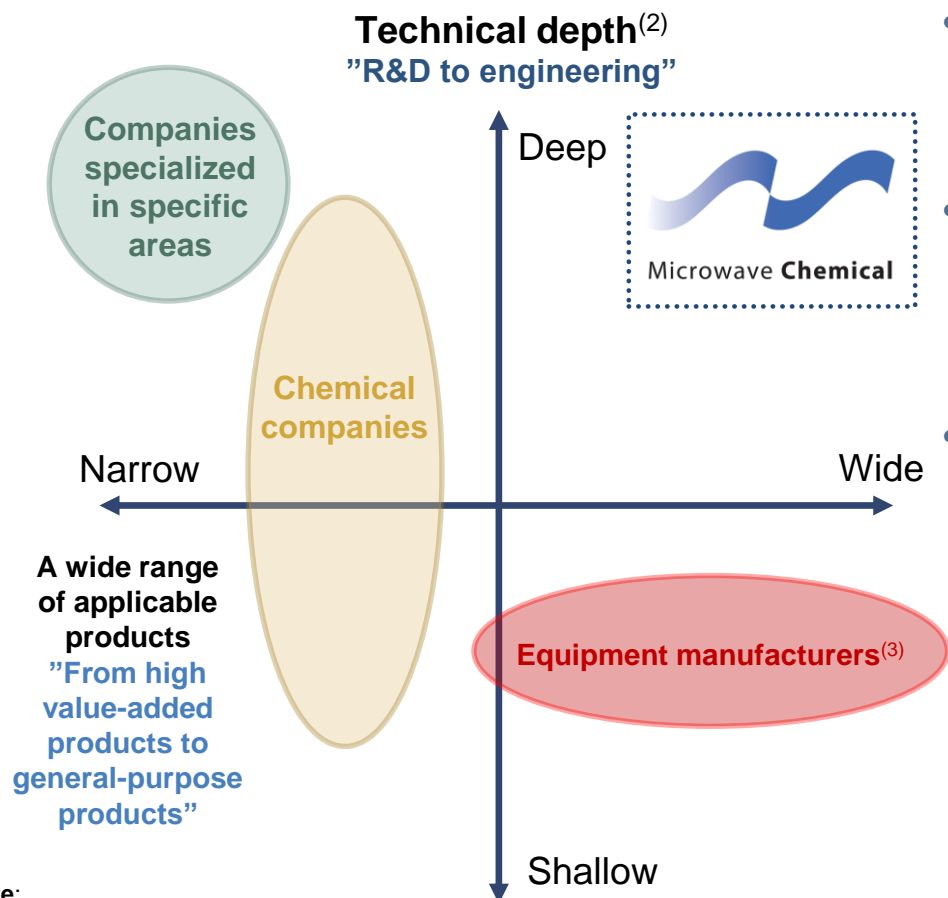 Technical depth(2)
”R&D to engineering”
Companies
specialized
in specific
areas
Deep
Microwave Chemical
Chemical
companies
Narrow
Wide
A wide range
of applicable
products
”From high
value-added
products to
general-purpose
products”
Equipment manufacturers(3)
Shallow
e: